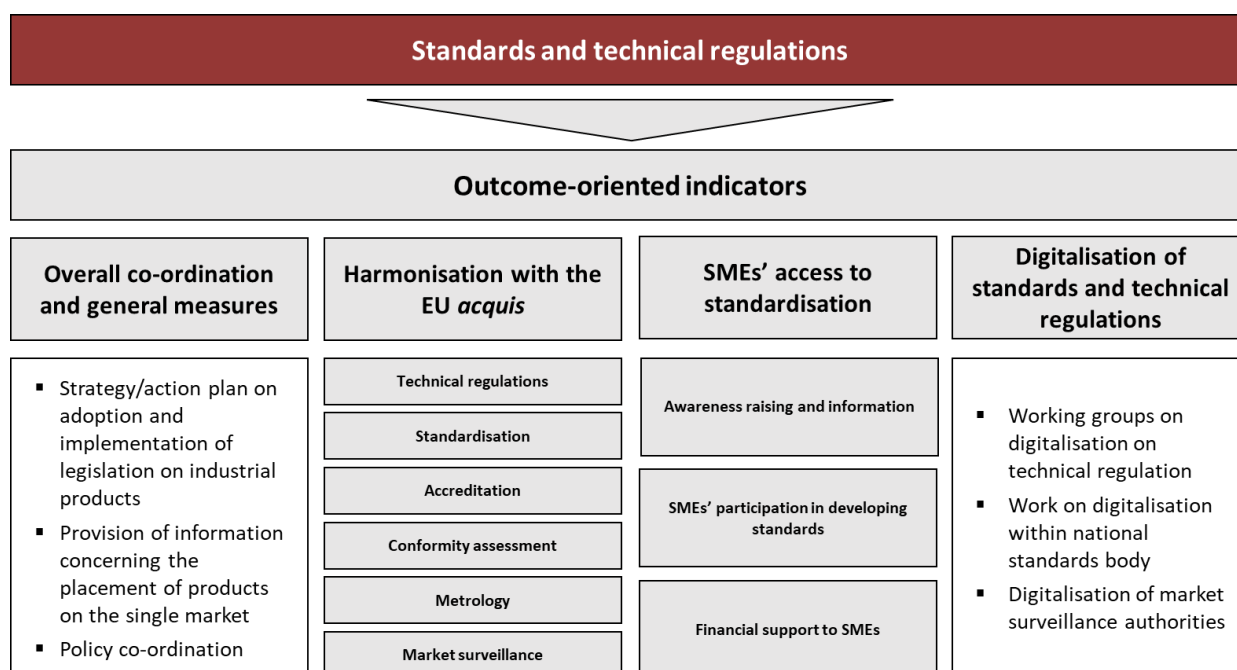 Standards and technical regulations
Outcome-oriented indicators
Overall co-ordination
and general measures
▪ Strategy/action plan on
adoption and
implementation of
legislation on industrial
products
▪ Provision of information
concerning the
placement of products
on the single market
▪ Policy co-ordination
Harmonisation with the
EU acquis
Technical regulations
Standardisation
Accreditation
Conformity assessment
Metrology
Market surveillance
SMEs’ access to
standardisation
Awareness raising and information
SMEs’ participation in developing
standards
Financial support to SMEs
Digitalisation of
standards and technical
regulations
▪ Working groups on
digitalisation on
technical regulation
▪ Work on digitalisation
within national
standards body
▪ Digitalisation of market
surveillance authorities